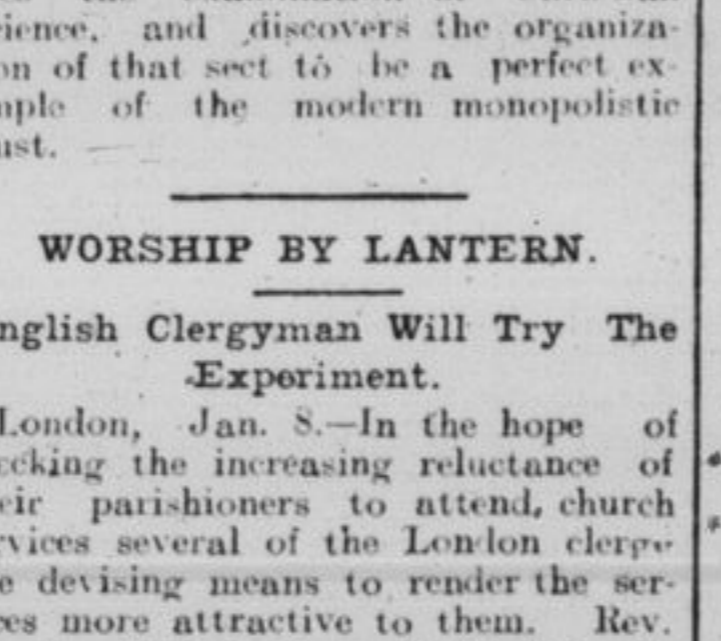 ience, and discovers the organiza-
on of that sect to be a perfect ex-
mple of the modern monopolistic
ust.
WORSHIP BY LANTERN.
nglish Clergyman Will Try The
Experiment.
London, Jan. 8.—In the hope of
cking the increasing reluctance of
eir parishioners to attend, church
rvices several of the London clergy
e devising means to render the ser-
es more attractive to them. Rev.